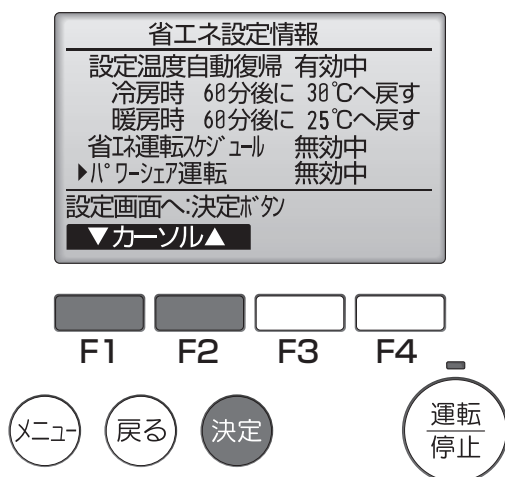 省エネ設定情報
設定温度自動復帰 有効中
冷房時 60分後に 30℃へ戻す
暖房時 60分後に 25℃へ戻す
省エネ運転スケジュール 無効中
▶パワーシェア運転 無効中
設定画面へ:決定ボタン
▼カーソル▲
F1 F2 F3 F4
メニュー 戻る 決定 運転
停止